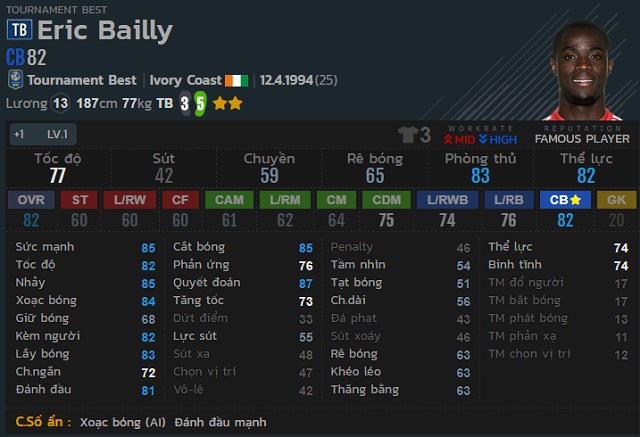 TOURNAMENT BEST
TB Eric Bailly
CB 82
Tournament Best Ivory Coast 12.4.1994(25)
Lương 13 187cm 77kg TB 3 5
+1 LV.1 3 WORKRATE MID HIGH REPUTATION FAMOUS PLAYER
Tốc độ Sút Chuyền Rê bóng Phòng thủ Thể lực
77 42 59 65 83 82
OVR ST L/RW CF CAM L/RM CM CDM L/RWB L/RB CB GK
82 60 60 60 61 62 64 75 74 76 82 20
Sức mạnh 85 Cắt bóng 85 Penalty 46 Thể lực 74
Tốc độ 82 Phản ứng 76 Tầm nhìn 54 Bình tĩnh 74
Nhảy 85 Quyết đoán 87 Tạt bóng 51 TM đổ người 17
Xoạc bóng 84 Tăng tốc 73 Ch.dài 56 TM bắt bóng 17
Giữ bóng 68 Dứt điểm 33 Đá phạt 43 TM phát bóng 13
Kèm người 82 Lực sút 55 Sút xoáy 46 TM phản xạ 11
Lấy bóng 83 Sút xa 48 Rê bóng 63 TM chọn vị trí 12
Ch.ngắn 72 Chọn vị trí 47 Khéo léo 63
Đánh đầu 81 Vô-lê 42 Thăng bằng 63
C.Số ẩn : Xoạc bóng (AI) Đánh đầu mạnh